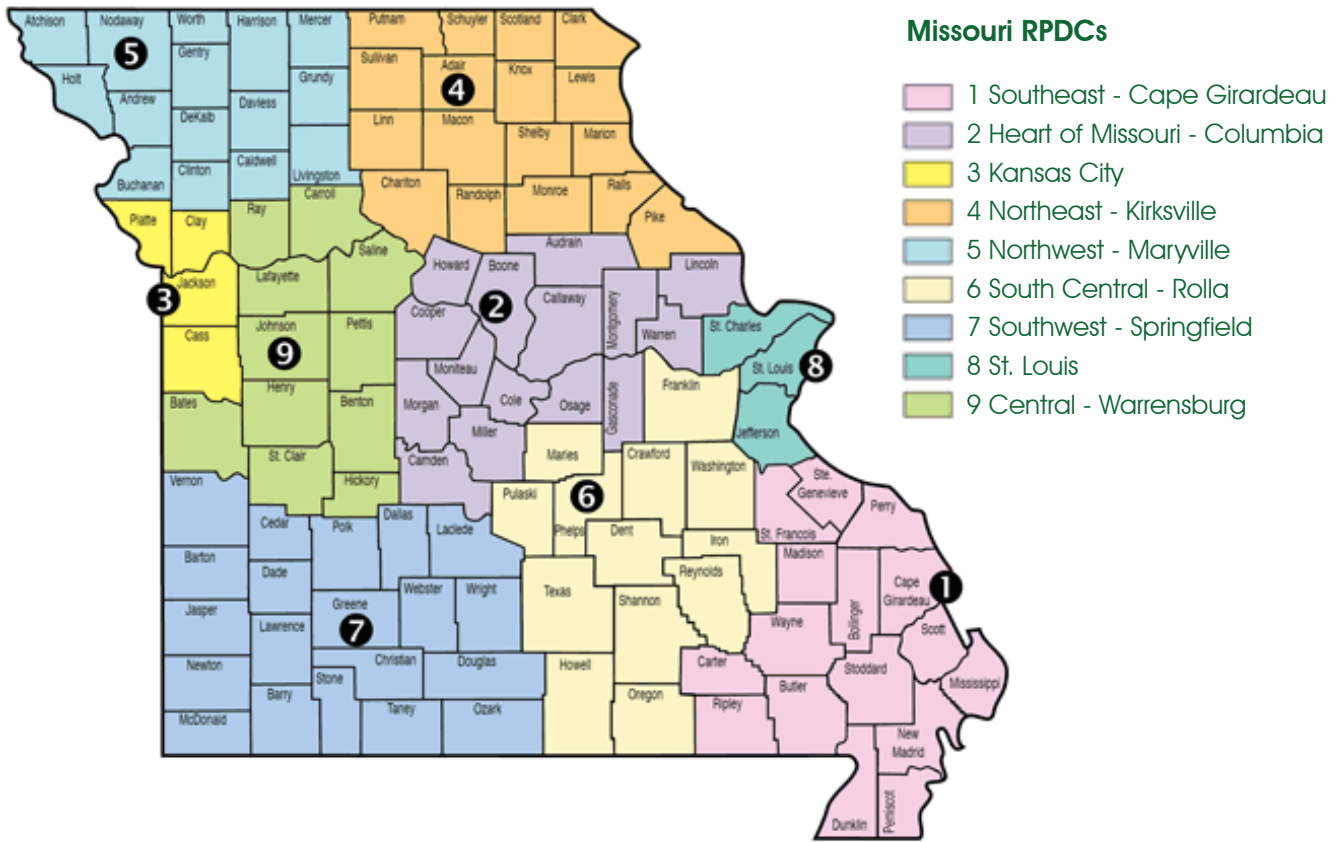 Missouri RPDCs
1 Southeast - Cape Girardeau
2 Heart of Missouri - Columbia
3 Kansas City
4 Northeast - Kirksville
5 Northwest - Maryville
6 South Central - Rolla
7 Southwest - Springfield
8 St. Louis
9 Central - Warrensburg
Atchison
Nodaway
Worth
Harrison
Mercer
Putnam
Schuyler
Scotland
Clark
5
Gentry
Sullivan
Adair
Knox
Lewis
Holt
Grundy
4
Andrew
DeKalb
Daviess
Linn
Macon
Shelby
Marion
Buchanan
Clinton
Caldwell
Livingston
Chariton
Randolph
Monroe
Ralls
Carroll
Platte
Clay
Ray
Pike
Saline
Audrain
Howard
Boone
Lincoln
3
Jackson
Lafayette
2
Callaway
Montgomery
Cooper
Cass
Johnson
9
Pettis
Warren
St. Charles
St. Louis
8
Moniteau
Henry
Franklin
Bates
Benton
Morgan
Cole
Osage
Gasconade
Miller
Jefferson
St. Clair
Camden
Maries
Crawford
Washington
Vernon
Hickory
Pulaski
6
Ste.
Genevieve
Perry
Cedar
Polk
Dallas
Laclede
Phelps
Dent
Iron
St. Francois
Barton
Dade
Madison
Reynolds
Webster
Wright
Texas
Shannon
Cape
Girardeau
1
Jasper
Greene
7
Lawrence
Wayne
Bollinger
Scott
Newton
Christian
Douglas
Howell
Carter
Stoddard
Mississippi
Stone
Barry
Butler
McDonald
Taney
Ozark
Oregon
Ripley
New
Madrid
Dunklin
Pemiscot